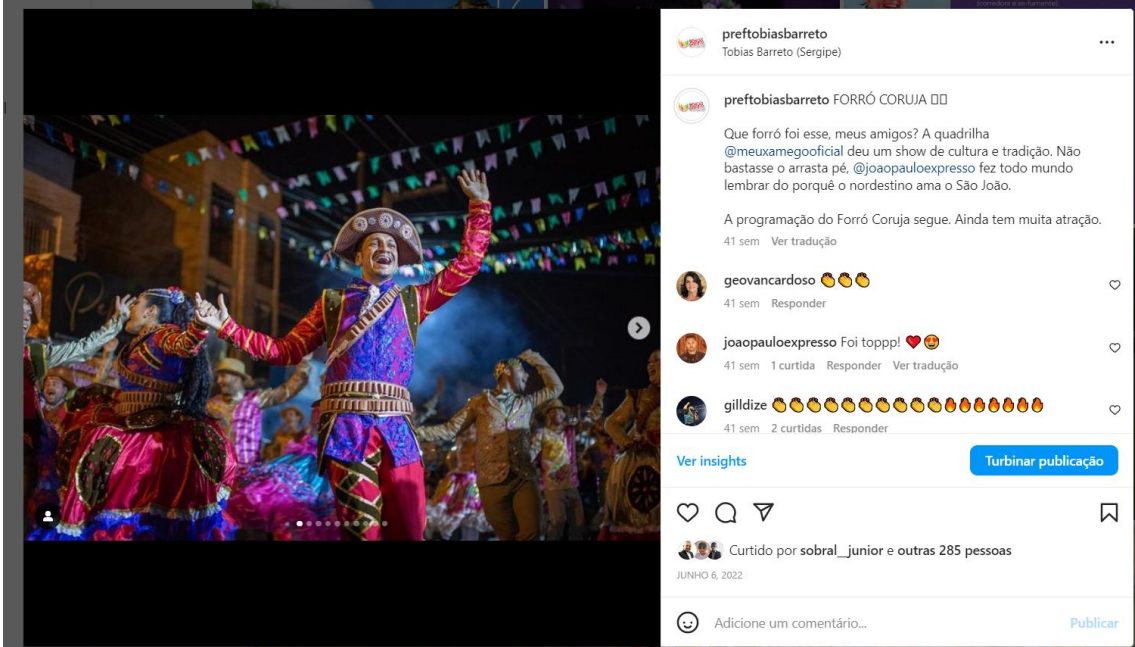 (corredora e ex-fumante)
preftobiasbarreto
Tobias Barreto (Sergipe)
preftobiasbarreto FORRÓ CORUJA
Que forró foi esse, meus amigos? A quadrilha
@meuxamegooficial deu um show de cultura e tradição. Não
bastasse o arrasta pé, @joaopauloexpresso fez todo mundo
lembrar do porquê o nordestino ama o São João.
A programação do Forró Coruja segue. Ainda tem muita atração.
41 sem Ver tradução
geovancardoso 👏👏👏
41 sem Responder
joaopauloexpresso Foi toppp! ❤️😍
41 sem 1 curtida Responder Ver tradução
gilldize 👏👏👏👏👏👏👏👏👏👏🔥🔥🔥🔥🔥🔥
41 sem 2 curtidas Responder
Ver insights
Turbinar publicação
Curtido por sobral__junior e outras 285 pessoas
JUNHO 6, 2022
Adicione um comentário...
Publicar